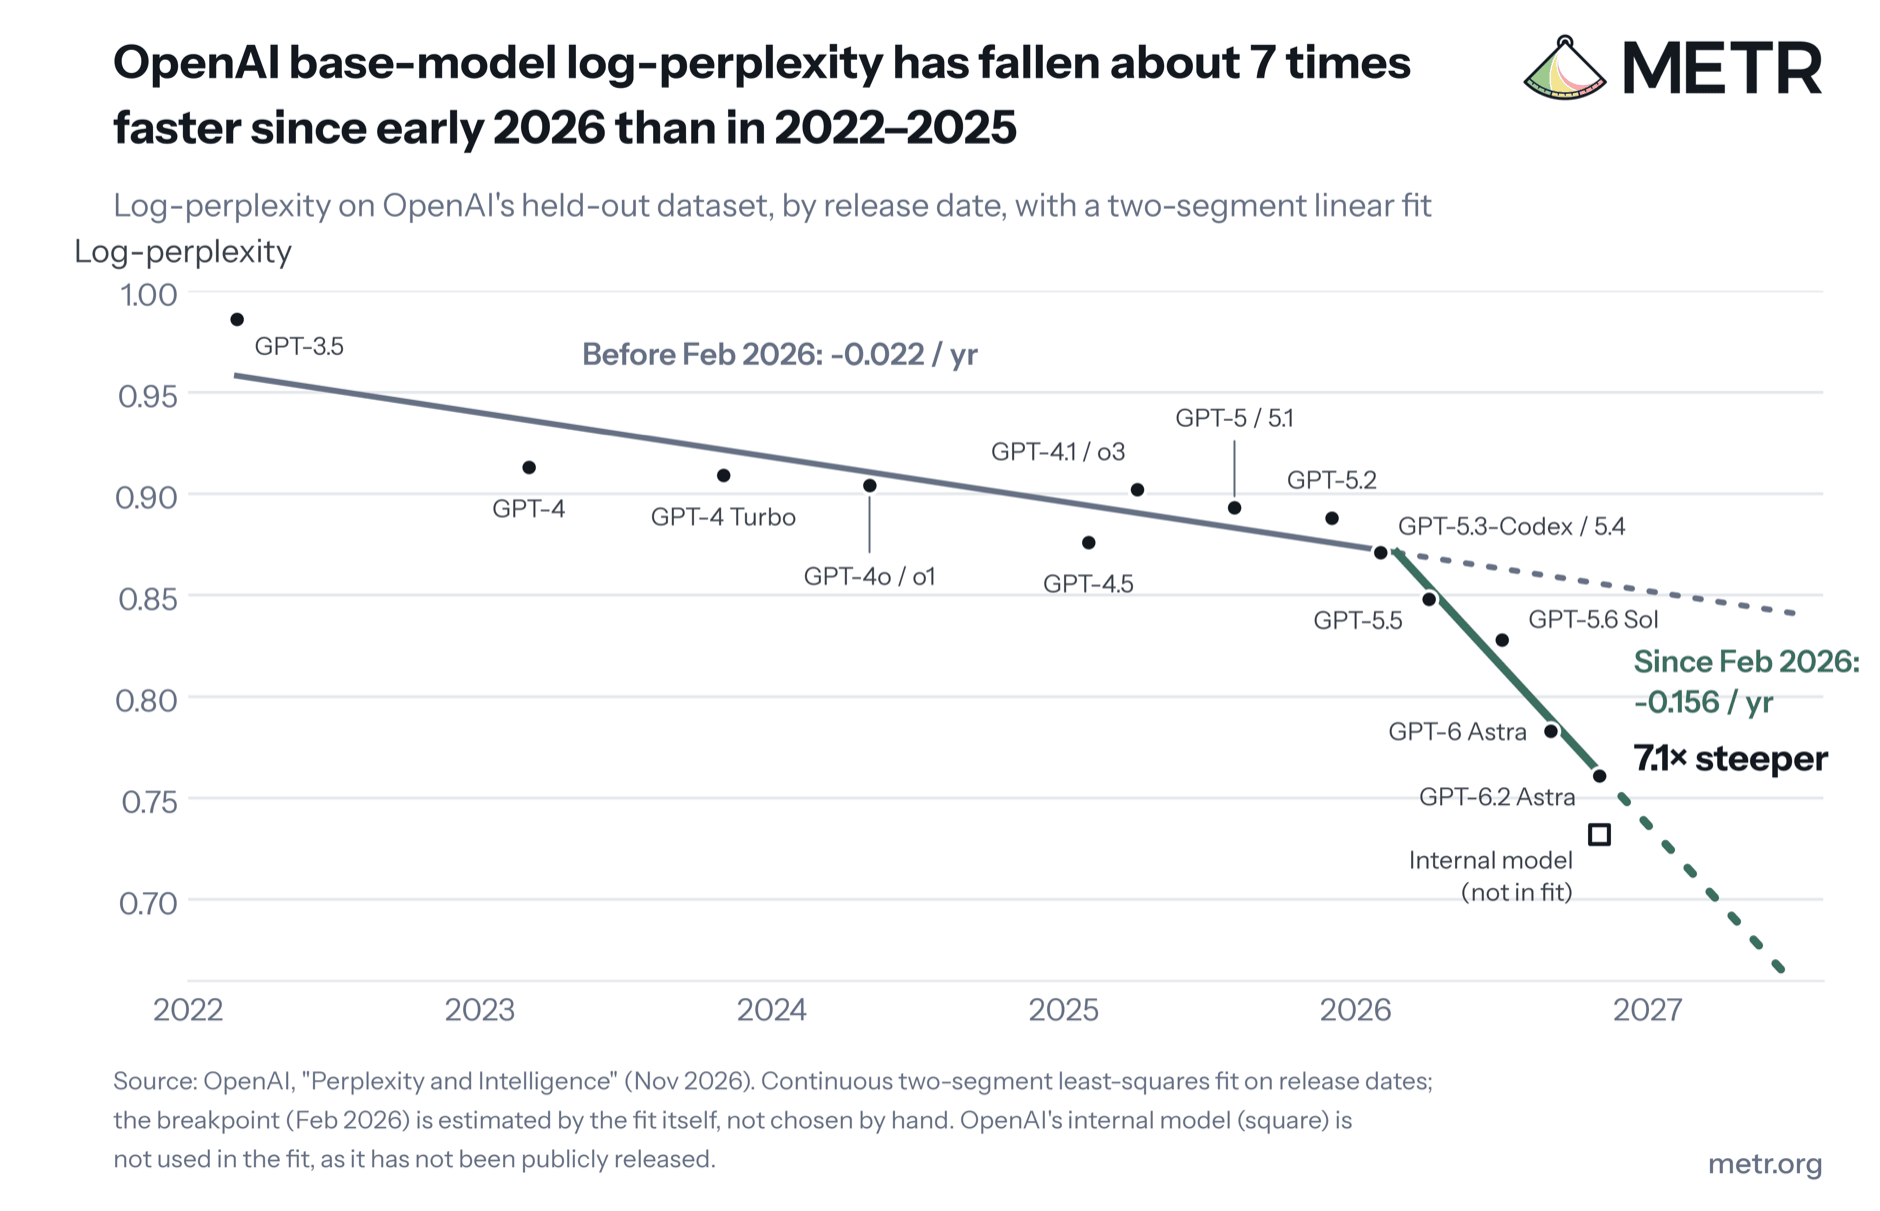 OpenAI base-model log-perplexity has fallen about 7 times
faster since early 2026 than in 2022–2025
METR
Log-perplexity on OpenAI's held-out dataset, by release date, with a two-segment linear fit
Log-perplexity
1.00
0.95
0.90
0.85
0.80
0.75
0.70
GPT-3.5
Before Feb 2026: -0.022 / yr
GPT-4
GPT-4 Turbo
GPT-4o / o1
GPT-4.1 / o3
GPT-4.5
GPT-5 / 5.1
GPT-5.2
GPT-5.3-Codex / 5.4
GPT-5.5
GPT-5.6 Sol
Since Feb 2026:
-0.156 / yr
7.1× steeper
GPT-6 Astra
GPT-6.2 Astra
Internal model
(not in fit)
2022
2023
2024
2025
2026
2027
Source: OpenAI, "Perplexity and Intelligence" (Nov 2026). Continuous two-segment least-squares fit on release dates;
the breakpoint (Feb 2026) is estimated by the fit itself, not chosen by hand. OpenAI's internal model (square) is
not used in the fit, as it has not been publicly released.
metr.org